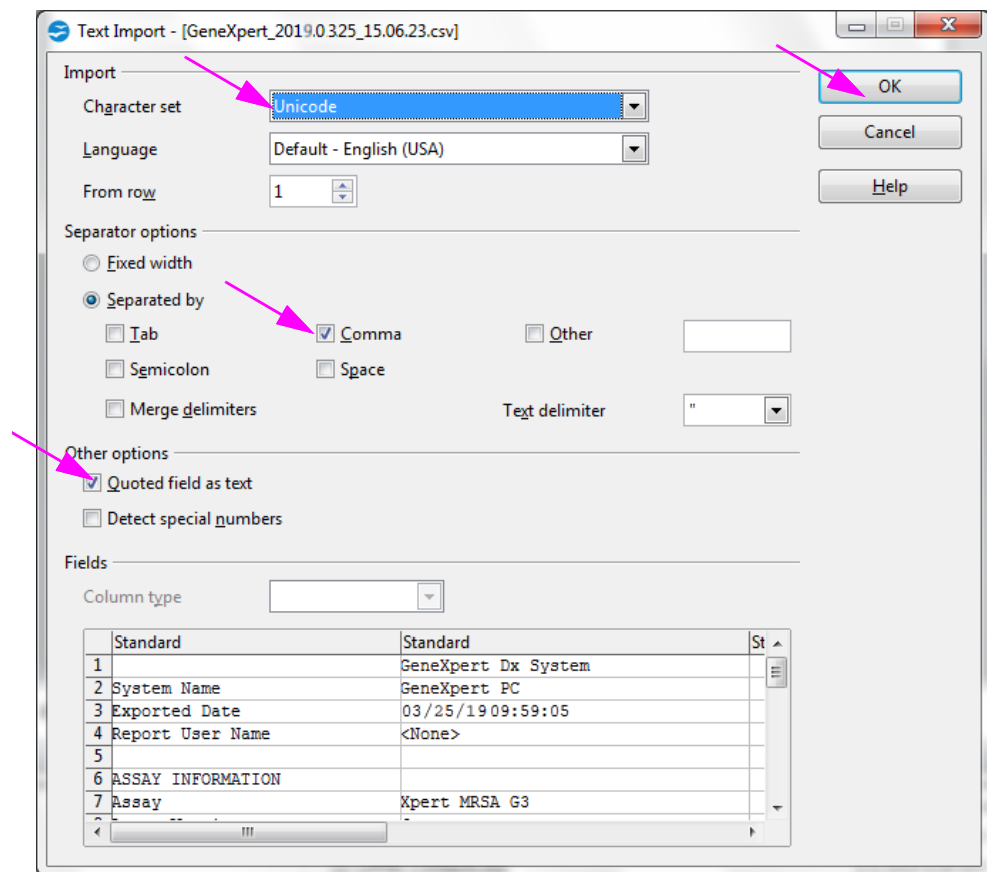 Text Import - [GeneXpert_2019.0325_15.06.23.csv]
Import
Character set Unicode
OK
Language Default - English (USA)
Cancel
From row 1
Help
Separator options
Fixed width
Separated by
Tab Comma Other
Semicolon Space
Merge delimiters Text delimiter "
Other options
Quoted field as text
Detect special numbers
Fields
Column type
Standard Standard St
1 GeneXpert Dx System
2 System Name GeneXpert PC
3 Exported Date 03/25/19 09:59:05
4 Report User Name <None>
5
6 ASSAY INFORMATION
7 Assay Xpert MRSA G3